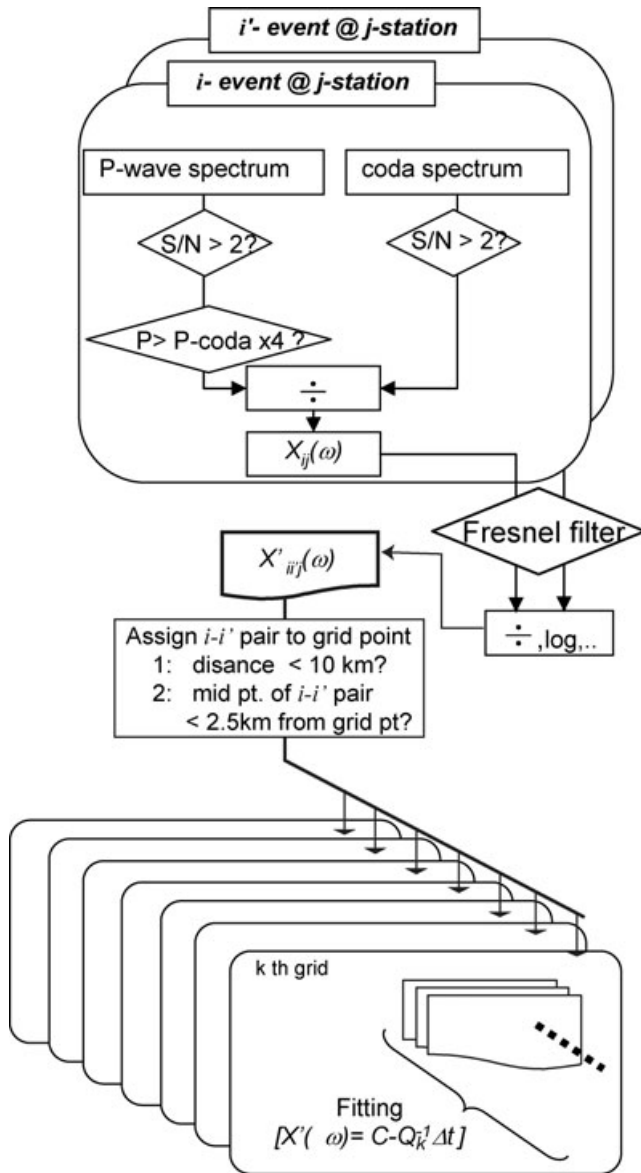 i'- event @ j-station
i- event @ j-station
P-wave spectrum
coda spectrum
S/N > 2?
S/N > 2?
P> P-coda x4 ?
÷
X_ij(ω)
Fresnel filter
X'_ii'j(ω)
÷,log,..
Assign i-i' pair to grid point
1: disance < 10 km?
2: mid pt. of i-i' pair
< 2.5km from grid pt?
k th grid
Fitting
[X'( ω)= C-Q_k^-1 Δt]